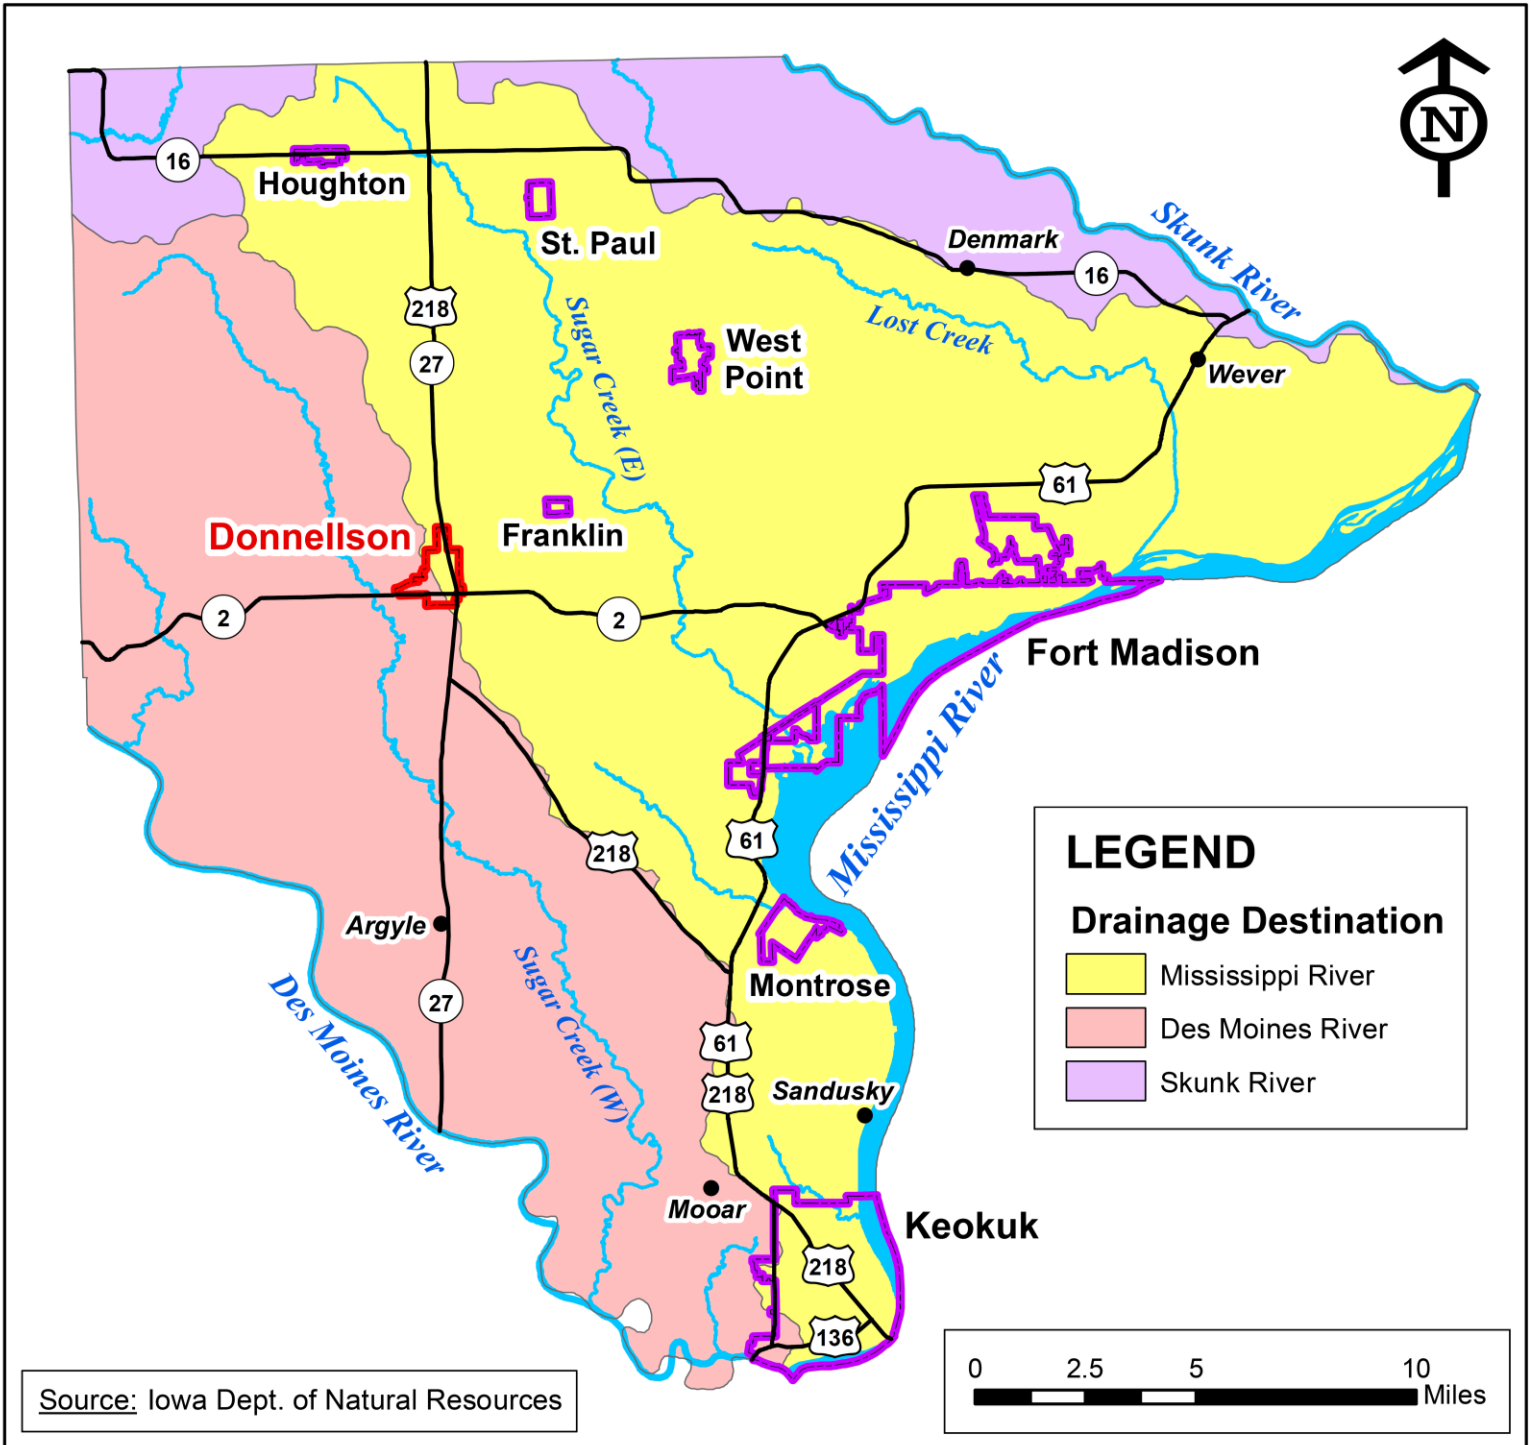 N
16
Houghton
St. Paul
Skunk River
Denmark
16
218
27
Sugar Creek (E)
Lost Creek
West
Point
Wever
61
Donnellson
Franklin
2
2
Fort Madison
Mississippi River
61
218
Argyle
27
Des Moines River
Sugar Creek (W)
Montrose
61
218
Sandusky
Mooar
Keokuk
218
136
LEGEND
Drainage Destination
Mississippi River
Des Moines River
Skunk River
0 2.5 5 10
Miles
Source: Iowa Dept. of Natural Resources